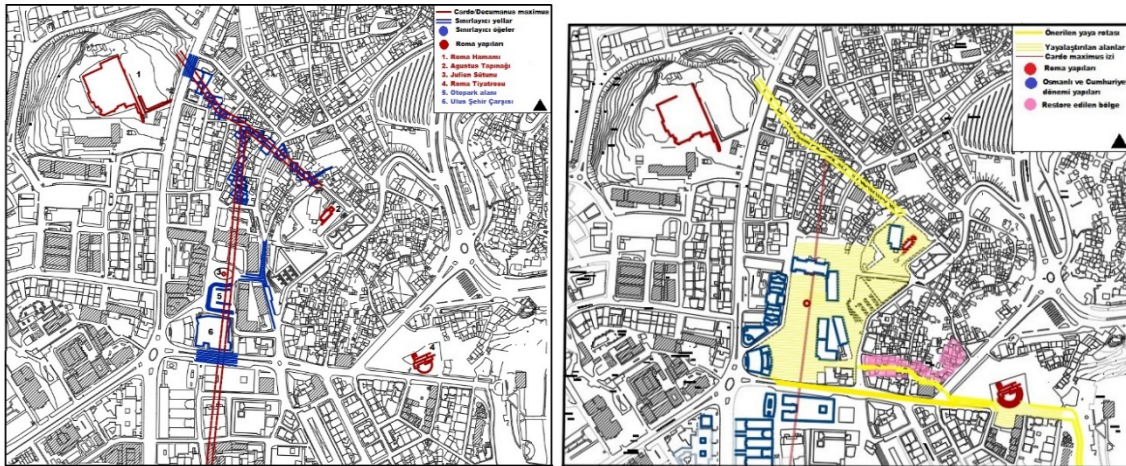 Cardo/Documanus maximus
Sınırlayıcı yollar
Sınırlayıcı öğeler
Roma yapıları
1. Roma Hamamı
2. Agustus Tapınağı
3. Julien Sütunu
4. Roma Tiyatrosu
5. Otopark alanı
6. Ulus Şehir Çarşısı
1
2
3
4
5
6
Önerilen yaya rotası
Yayalaştırılan alanlar
Cardo maximus izi
Roma yapıları
Osmanlı ve Cumhuriyet
dönemi yapıları
Restore edilen bölge